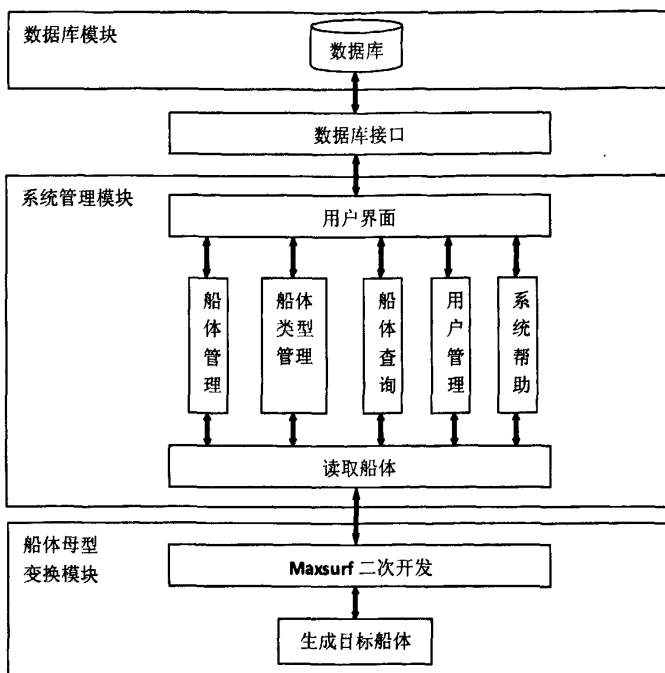 数据库模块
数据库
数据库接口
系统管理模块
用户界面
船体管理
船体
类型
管理
船体查询
用户管理
系统帮助
读取船体
船体母型
变换模块
Maxsurf 二次开发
生成目标船体